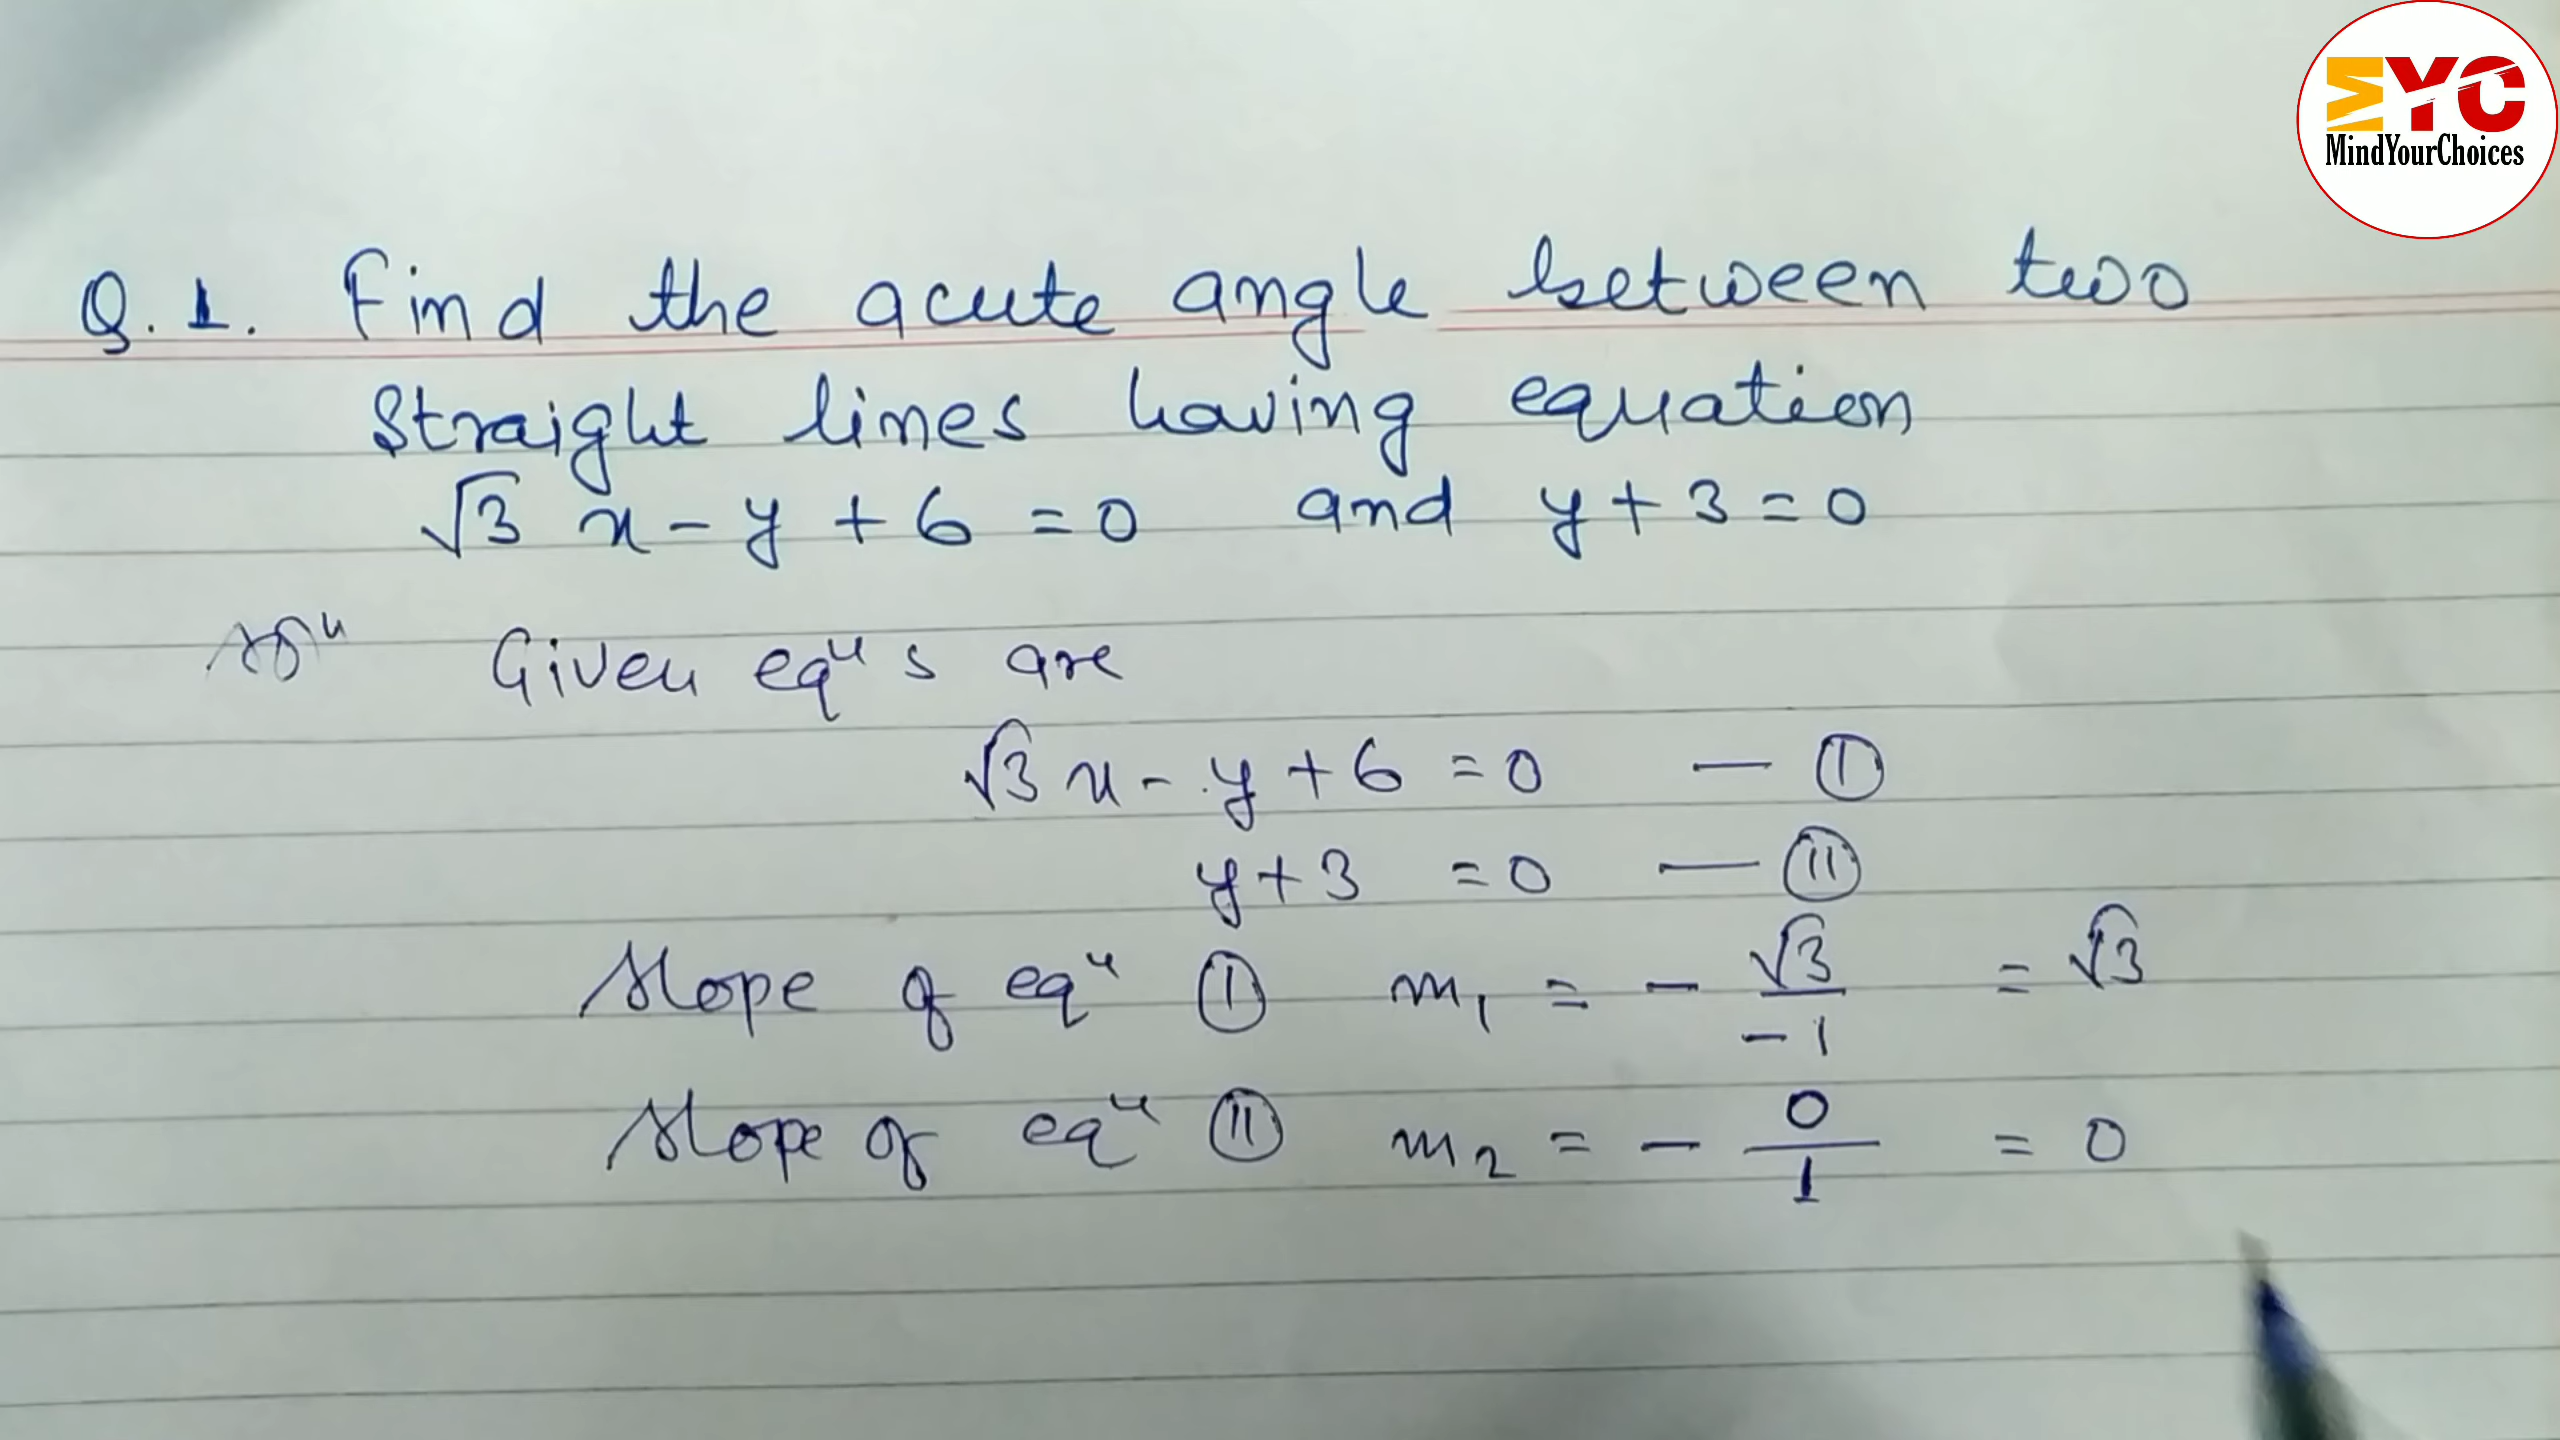 MYC
MindYourChoices
Q.1. Find the acute angle between two
Straight lines having equation
√3 x - y + 6 = 0 and y + 3 = 0
Solⁿ Given eqⁿs are
√3 x - y + 6 = 0 — Ⓘ
y + 3 = 0 — Ⓘ︎Ⓘ
Slope of eqⁿ Ⓘ m₁ = - √3/-1 = √3
Slope of eqⁿ Ⓘ︎Ⓘ m₂ = - 0/1 = 0